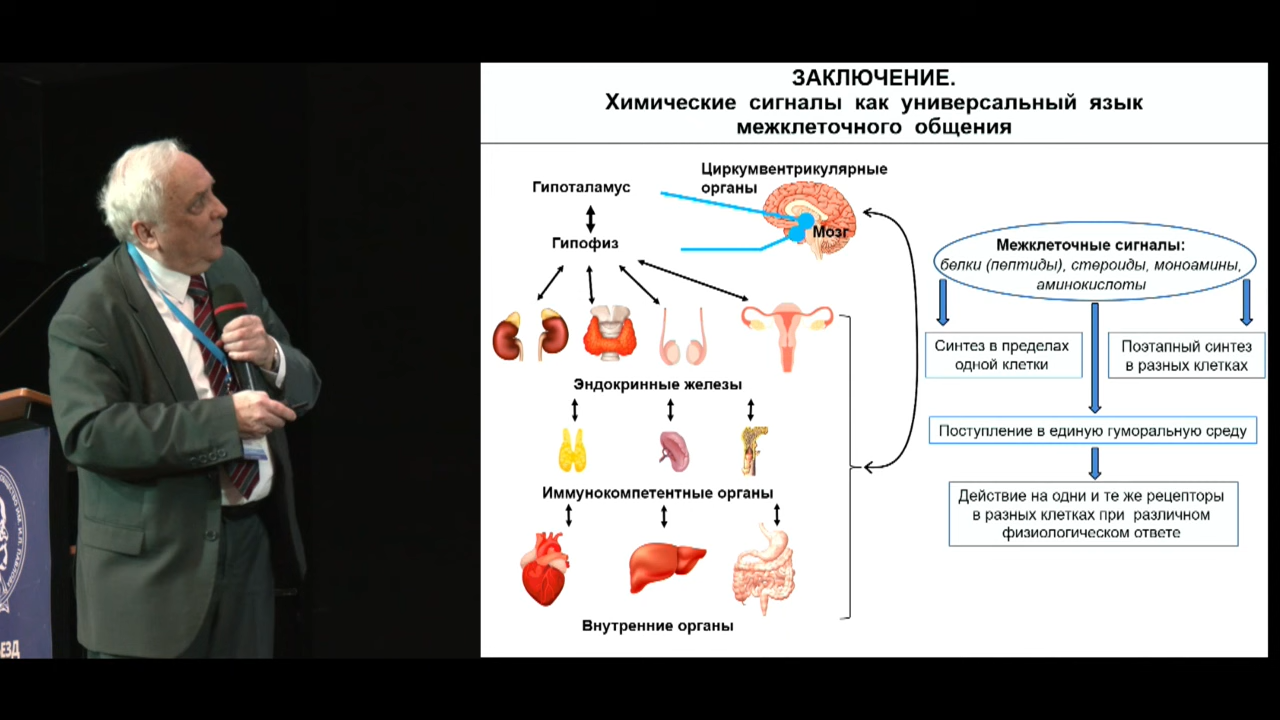 ЗАКЛЮЧЕНИЕ.
Химические сигналы как универсальный язык
межклеточного общения
Циркумвентрикулярные
органы
Гипоталамус
Мозг
Гипофиз
Эндокринные железы
Иммунокомпетентные органы
Внутренние органы
Межклеточные сигналы:
белки (пептиды), стероиды, моноамины,
аминокислоты
Синтез в пределах
одной клетки
Поэтапный синтез
в разных клетках
Поступление в единую гуморальную среду
Действие на одни и те же рецепторы
в разных клетках при различном
физиологическом ответе
ЕЗД